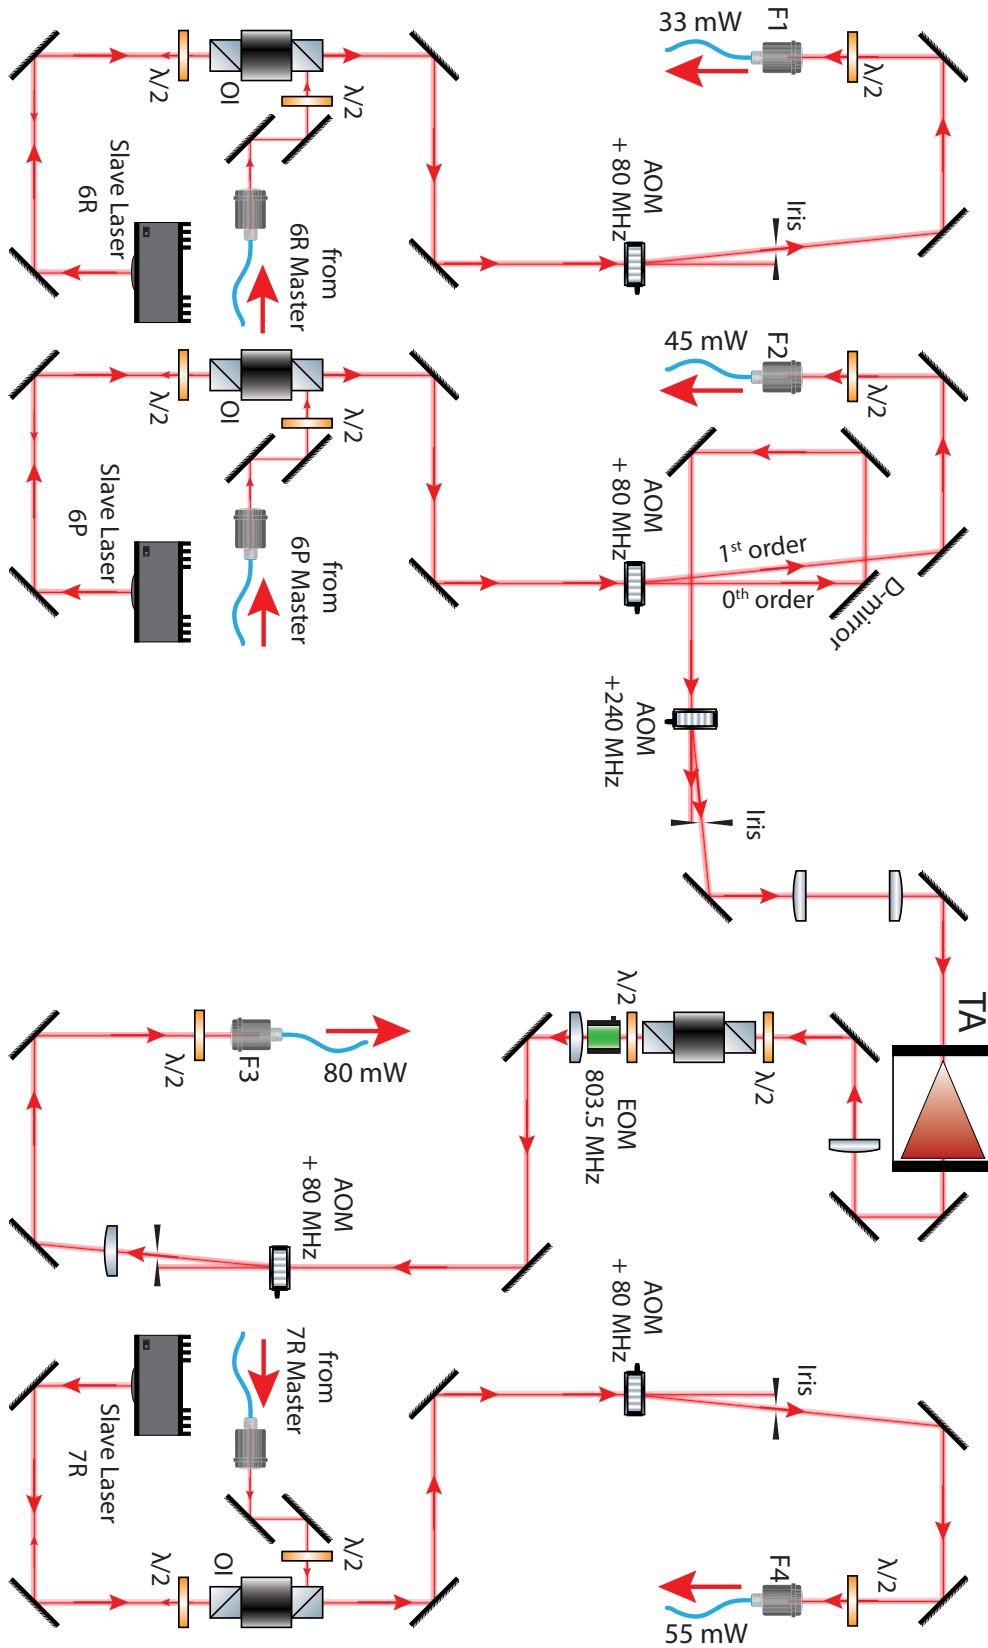 33 mW
F1
λ/2
λ/2
OI
λ/2
Slave Laser
6R
from
6R Master
AOM
+ 80 MHz
Iris
45 mW
F2
λ/2
λ/2
OI
λ/2
Slave Laser
6P
from
6P Master
AOM
+ 80 MHz
1st order
0th order
D-mirror
AOM
+240 MHz
Iris
TA
λ/2
λ/2
EOM
803.5 MHz
F3
80 mW
λ/2
AOM
+ 80 MHz
AOM
+ 80 MHz
Iris
from
7R Master
Slave Laser
7R
λ/2
OI
λ/2
F4
λ/2
55 mW